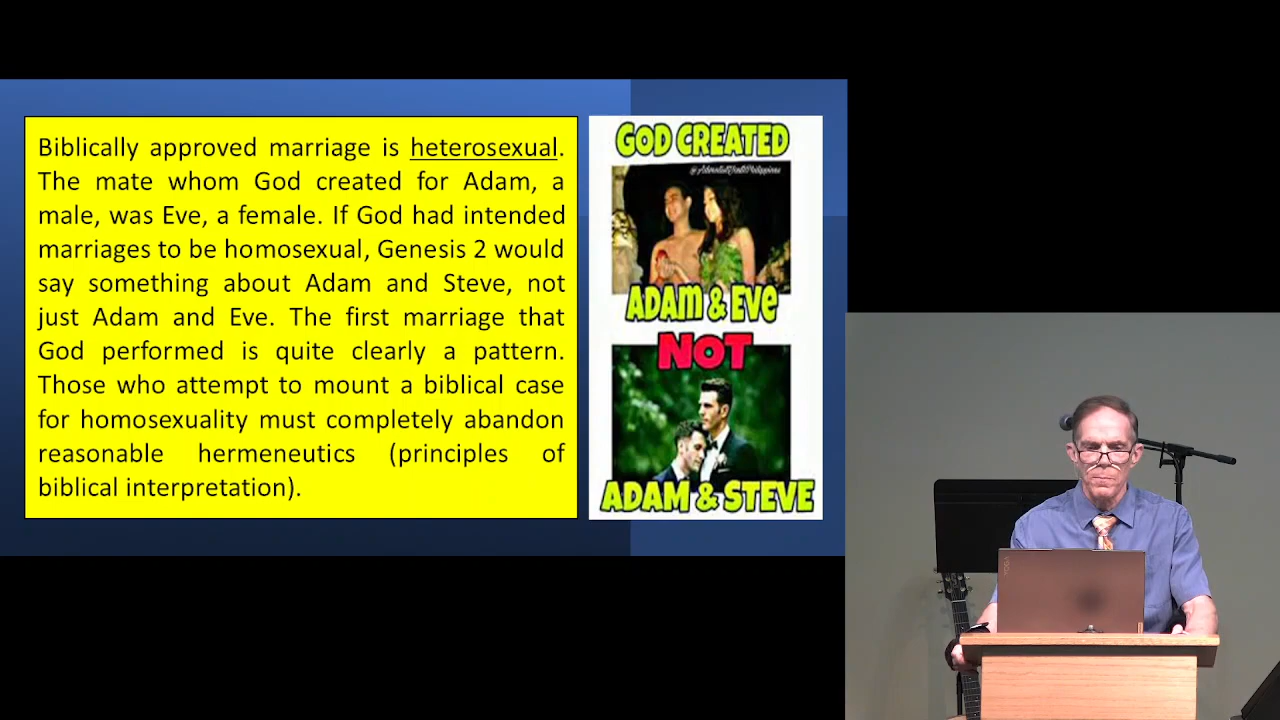 Biblically approved marriage is heterosexual.
The mate whom God created for Adam, a
male, was Eve, a female. If God had intended
marriages to be homosexual, Genesis 2 would
say something about Adam and Steve, not
just Adam and Eve. The first marriage that
God performed is quite clearly a pattern.
Those who attempt to mount a biblical case
for homosexuality must completely abandon
reasonable hermeneutics (principles of
biblical interpretation).
GOD CREATED
ADAM & EVE
NOT
ADAM & STEVE